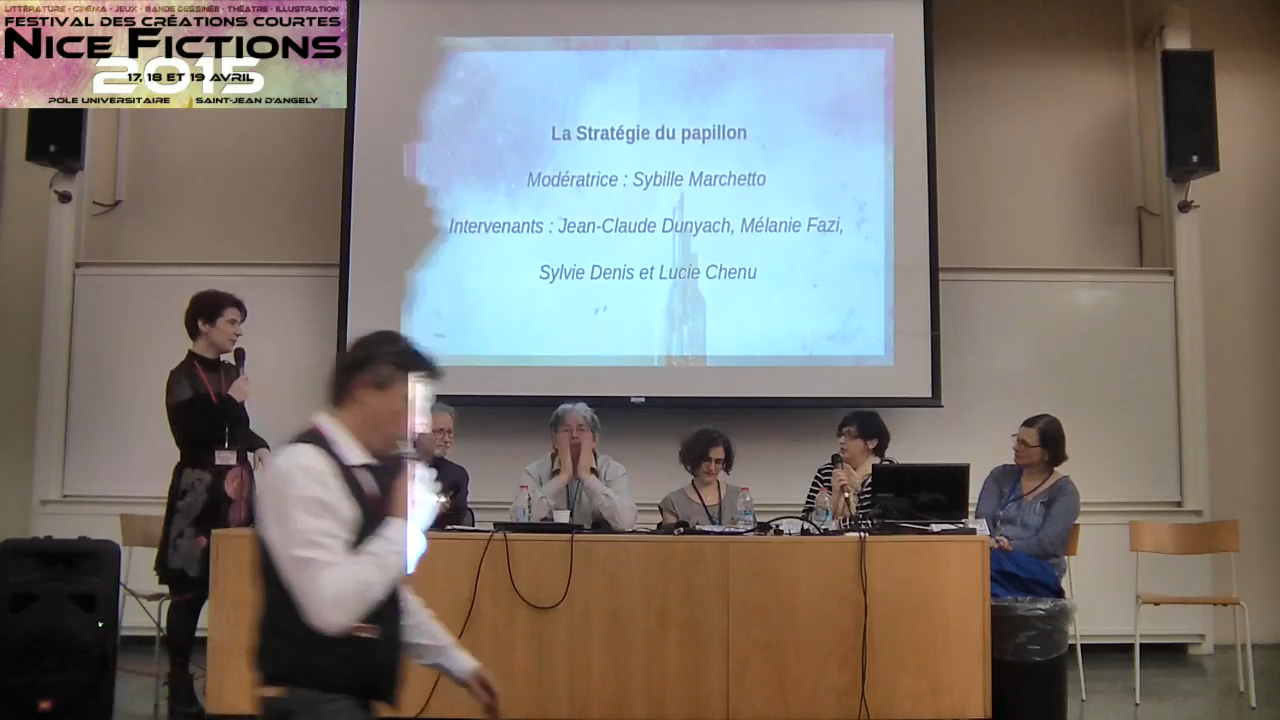 LITTÉRATURE - CINÉMA - JEUX - BANDE DESSINÉE - THÉÂTRE - ILLUSTRATION
FESTIVAL DES CRÉATIONS COURTES
NICE FICTIONS
2015
17, 18 ET 19 AVRIL
POLE UNIVERSITAIRE SAINT-JEAN D'ANGELY
La Stratégie du papillon
Modératrice : Sybille Marchetto
Intervenants : Jean-Claude Dunyach, Mélanie Fazi,
Sylvie Denis et Lucie Chenu